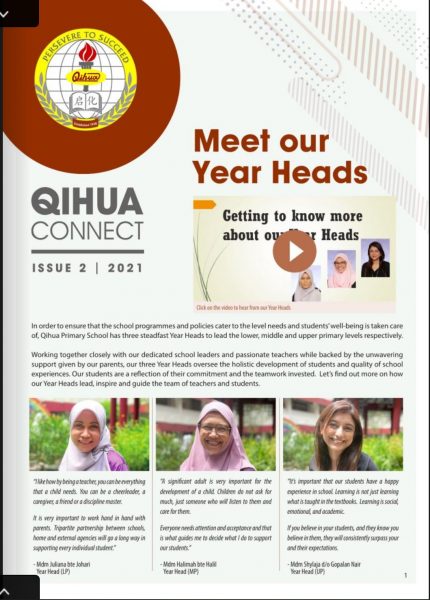 PERSEVERE TO SUCCEED
Qihua
启化
Meet our
Year Heads
QIHUA
CONNECT
ISSUE 2 | 2021
Getting to know more
about our Year Heads
Click on the video to hear from our Year Heads
In order to ensure that the school programmes and policies cater to the level needs and students' well-being is taken care
of, Qihua Primary School has three steadfast Year Heads to lead the lower, middle and upper primary levels respectively.
Working together closely with our dedicated school leaders and passionate teachers while backed by the unwavering
support given by our parents, our three Year Heads oversee the holistic development of students and quality of school
experiences. Our students are a reflection of their commitment and the teamwork invested. Let's find out more on how
our Year Heads lead, inspire and guide the team of teachers and students.
"I like how by being a teacher, you can be everything
that a child needs. You can be a cheerleader, a
caregiver, a friend or a discipline master.
It is very important to work hand in hand with
parents. Tripartite partnership between schools,
home and external agencies will go a long way in
supporting every individual student."
- Mdm Juliana bte Johari
Year Head (LP)
"A significant adult is very important for the
development of a child. Children do not ask for
much, just someone who will listen to them and
care for them.
Everyone needs attention and acceptance and that
is what guides me to decide what I do to support
our students."
- Mdm Halimah bte Halil
Year Head (MP)
"It's important that our students have a happy
experience in school. Learning is not just learning
what is taught in the textbooks. Learning is social,
emotional, and academic.
If you believe in your students, and they know you
believe in them, they will consistently surpass your
and their expectations.
- Mdm Shylaja d/o Gopalan Nair
Year Head (UP)
1